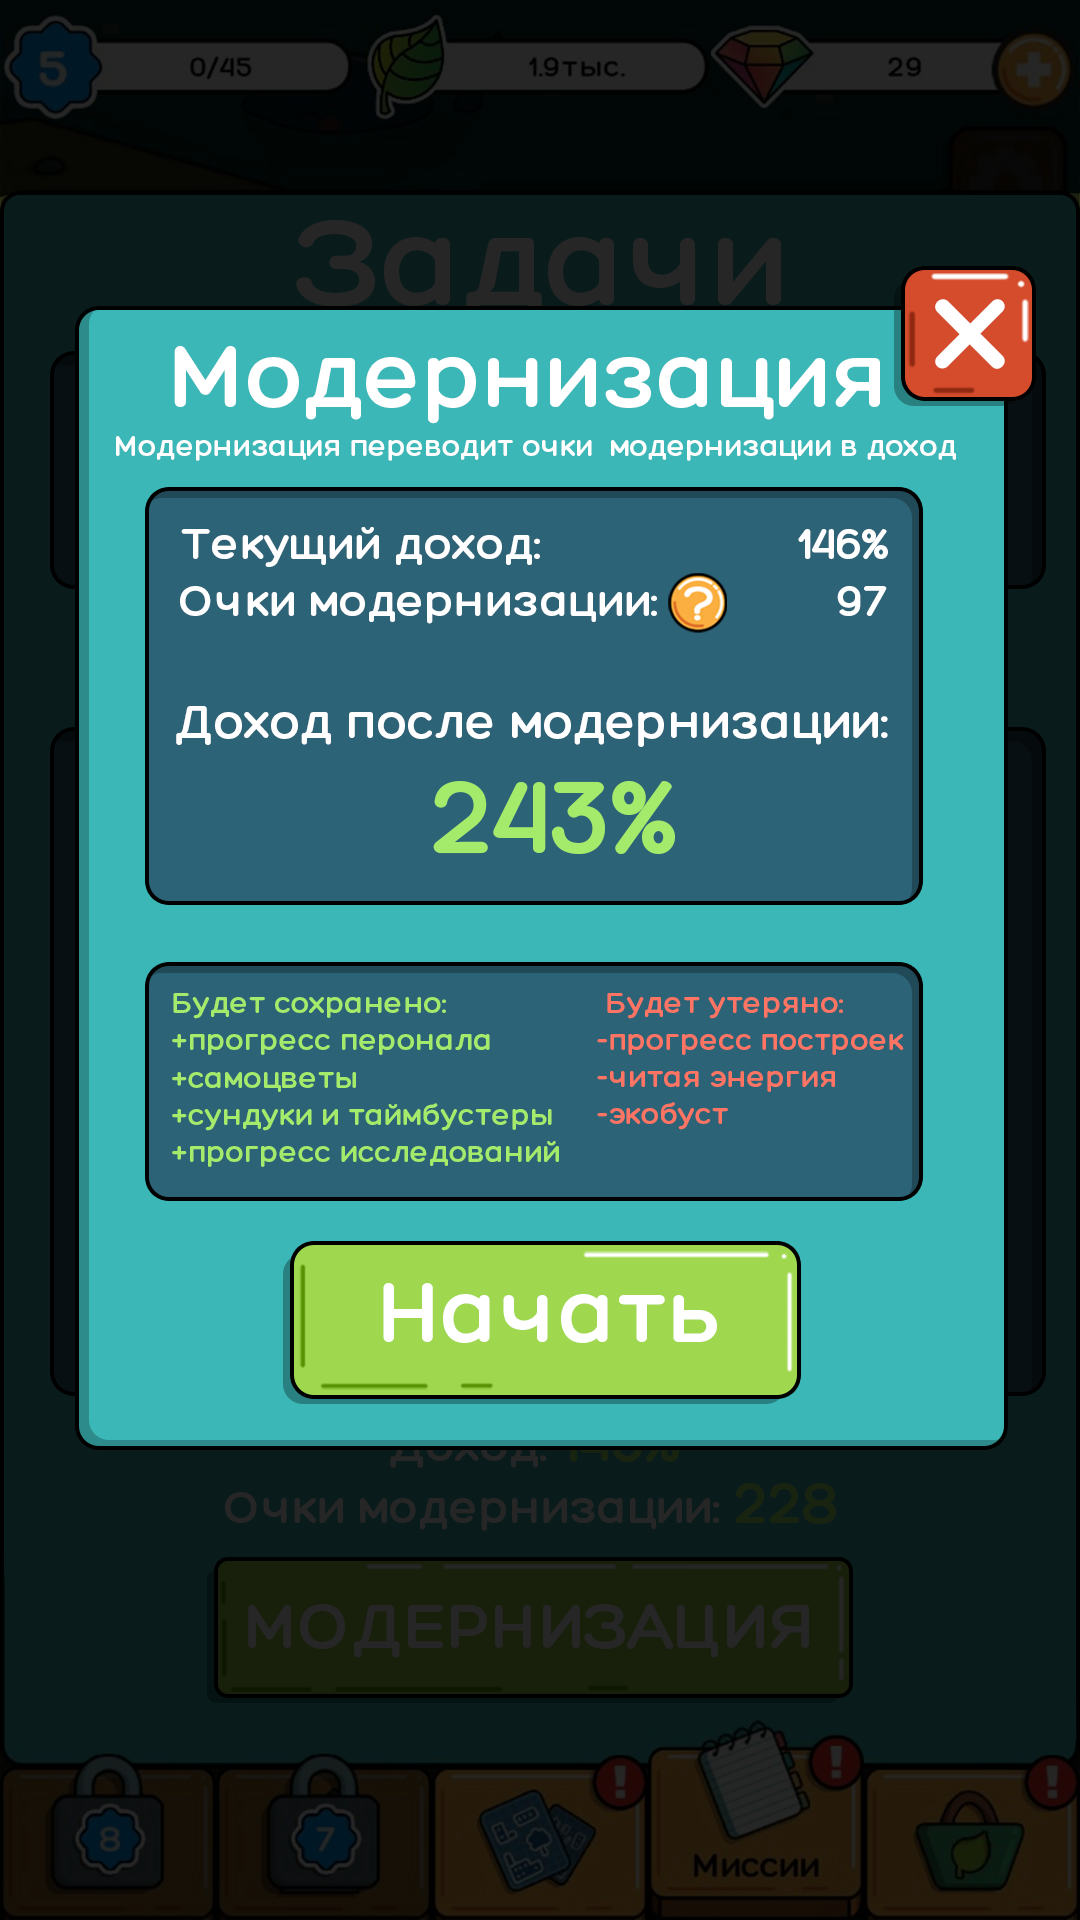 5 0/45 1.9тыс. 29
Задачи
Модернизация
Модернизация переводит очки модернизации в доход
Текущий доход: 146%
Очки модернизации: ? 97
Доход после модернизации:
243%
Будет сохранено:
+прогресс перонала
+самоцветы
+сундуки и таймбустеры
+прогресс исследований
Будет утеряно:
-прогресс построек
-читая энергия
-экобуст
Начать
Доход: 146%
Очки модернизации: 228
МОДЕРНИЗАЦИЯ
! ! !
8 7
Миссии